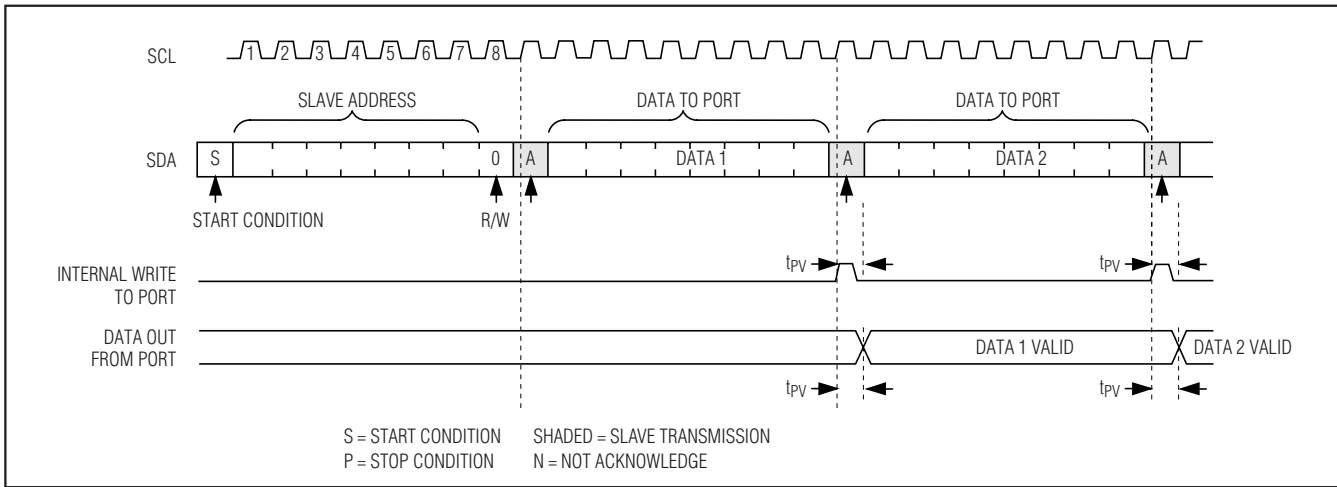 SCL 1 2 3 4 5 6 7 8
SLAVE ADDRESS DATA TO PORT DATA TO PORT
SDA S 0 A DATA 1 A DATA 2 A
START CONDITION R/W
INTERNAL WRITE
TO PORT
tPV tPV
DATA OUT
FROM PORT
DATA 1 VALID DATA 2 VALID
tPV tPV
S = START CONDITION SHADED = SLAVE TRANSMISSION
P = STOP CONDITION N = NOT ACKNOWLEDGE